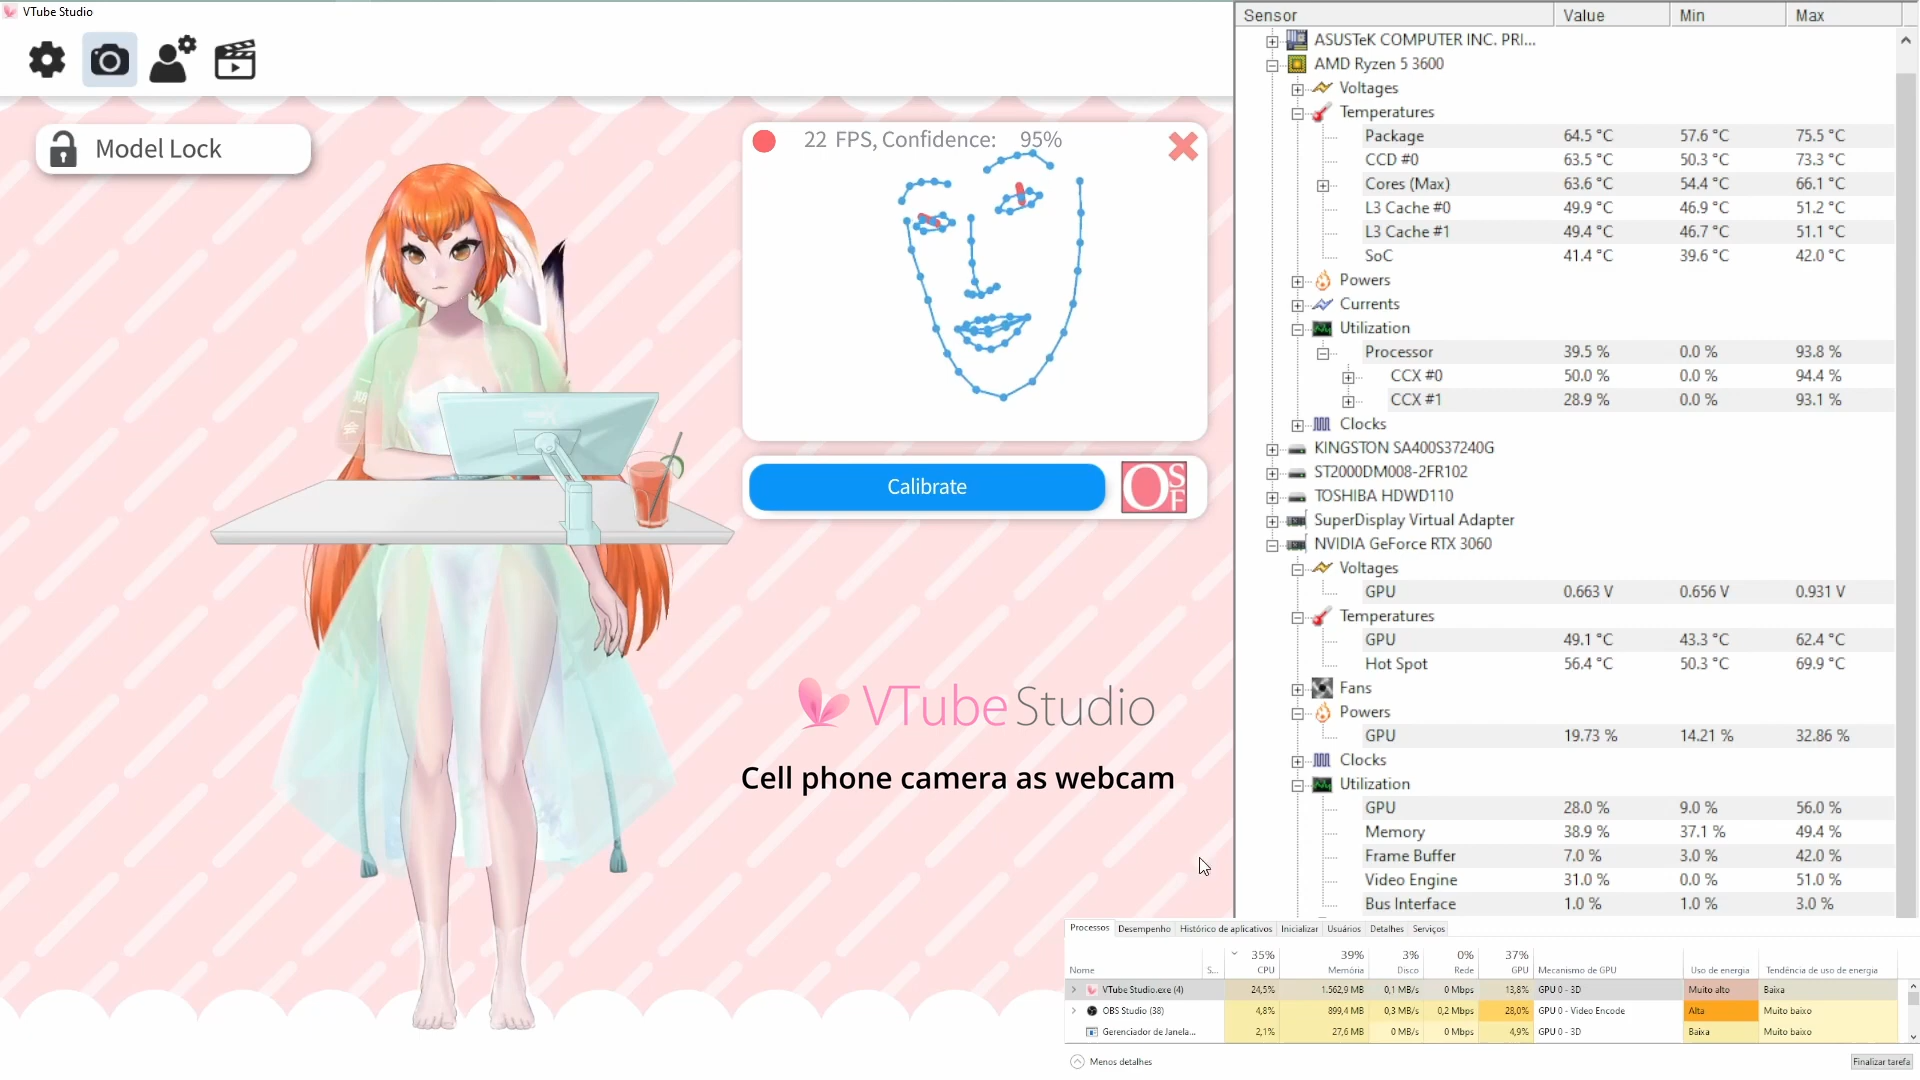 VTube Studio
Model Lock
22 FPS, Confidence: 95%
一期
会
Calibrate
OSF
VTube Studio
Cell phone camera as webcam
Sensor Value Min Max
ASUSTeK COMPUTER INC. PRI...
AMD Ryzen 5 3600
Voltages
Temperatures
Package 64.5 °C 57.6 °C 75.5 °C
CCD #0 63.5 °C 50.3 °C 73.3 °C
Cores (Max) 63.6 °C 54.4 °C 66.1 °C
L3 Cache #0 49.9 °C 46.9 °C 51.2 °C
L3 Cache #1 49.4 °C 46.7 °C 51.1 °C
SoC 41.4 °C 39.6 °C 42.0 °C
Powers
Currents
Utilization
Processor 39.5 % 0.0 % 93.8 %
CCX #0 50.0 % 0.0 % 94.4 %
CCX #1 28.9 % 0.0 % 93.1 %
Clocks
KINGSTON SA400S37240G
ST2000DM008-2FR102
TOSHIBA HDWD110
SuperDisplay Virtual Adapter
NVIDIA GeForce RTX 3060
Voltages
GPU 0.663 V 0.656 V 0.931 V
Temperatures
GPU 49.1 °C 43.3 °C 62.4 °C
Hot Spot 56.4 °C 50.3 °C 69.9 °C
Fans
Powers
GPU 19.73 % 14.21 % 32.86 %
Clocks
Utilization
GPU 28.0 % 9.0 % 56.0 %
Memory 38.9 % 37.1 % 49.4 %
Frame Buffer 7.0 % 3.0 % 42.0 %
Video Engine 31.0 % 0.0 % 51.0 %
Bus Interface 1.0 % 1.0 % 3.0 %
Processos Desempenho Histórico de aplicativos Inicializar Usuários Detalhes Serviços
35% 39% 3% 0% 37%
Nome S... CPU Memória Disco Rede GPU Mecanismo de GPU Uso de energia Tendência de uso de energia
VTube Studio.exe (4) 24,5% 1.562,9 MB 0,1 MB/s 0 Mbps 13,8% GPU 0 - 3D Muito alto Baixa
OBS Studio (38) 4,8% 899,4 MB 0,3 MB/s 0,2 Mbps 28,0% GPU 0 - Video Encode Alta Muito baixo
Gerenciador de Janela... 2,1% 27,6 MB 0 MB/s 0 Mbps 4,9% GPU 0 - 3D Baixa Muito baixo
Menos detalhes
Finalizar tarefa